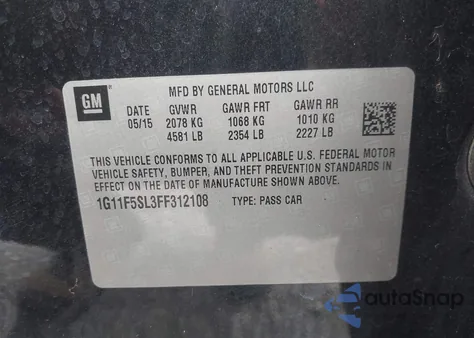 GM
MFD BY GENERAL MOTORS LLC
DATE GVWR GAWR FRT GAWR RR
05/15 2078 KG 1068 KG 1010 KG
4581 LB 2354 LB 2227 LB
THIS VEHICLE CONFORMS TO ALL APPLICABLE U.S. FEDERAL MOTOR
VEHICLE SAFETY, BUMPER, AND THEFT PREVENTION STANDARDS
IN EFFECT ON THE DATE OF MANUFACTURE SHOWN ABOVE.
1G11F5SL3FF312108 TYPE: PASS CAR
autoSnap